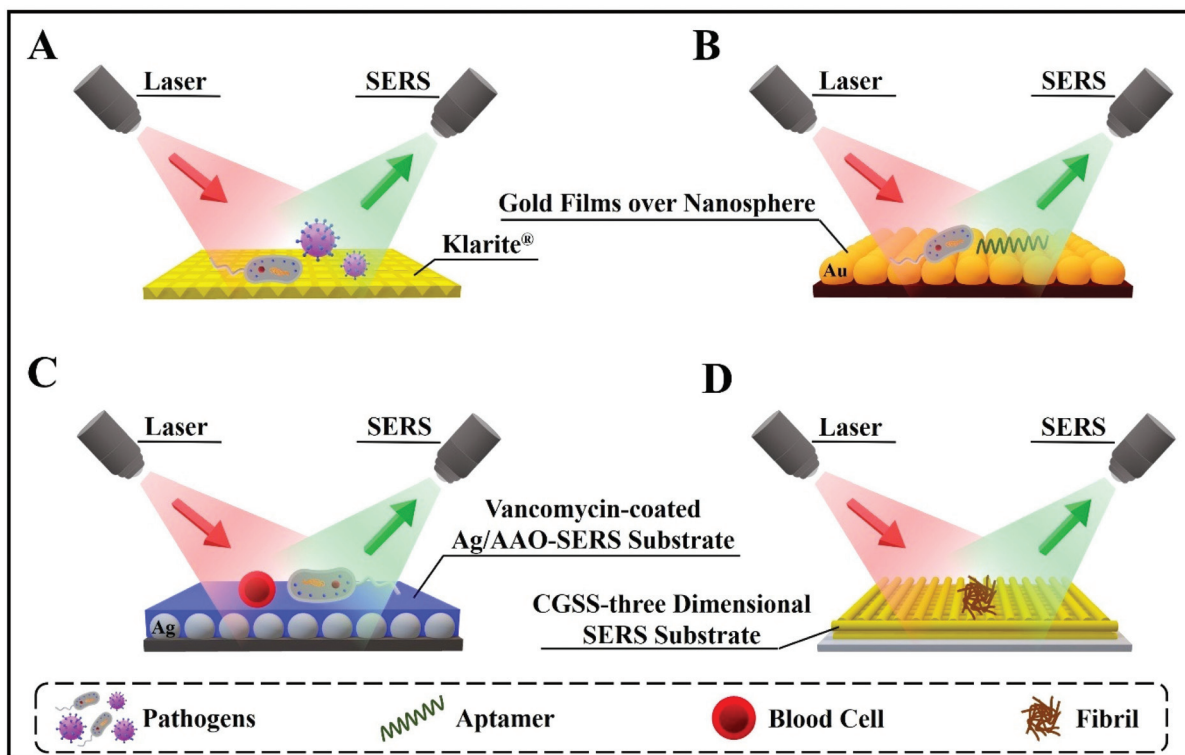 A
Laser
SERS
Klarite®
B
Laser
SERS
Gold Films over Nanosphere
Au
C
Laser
SERS
Vancomycin-coated
Ag/AAO-SERS Substrate
Ag
D
Laser
SERS
CGSS-three Dimensional
SERS Substrate
Pathogens
Aptamer
Blood Cell
Fibril